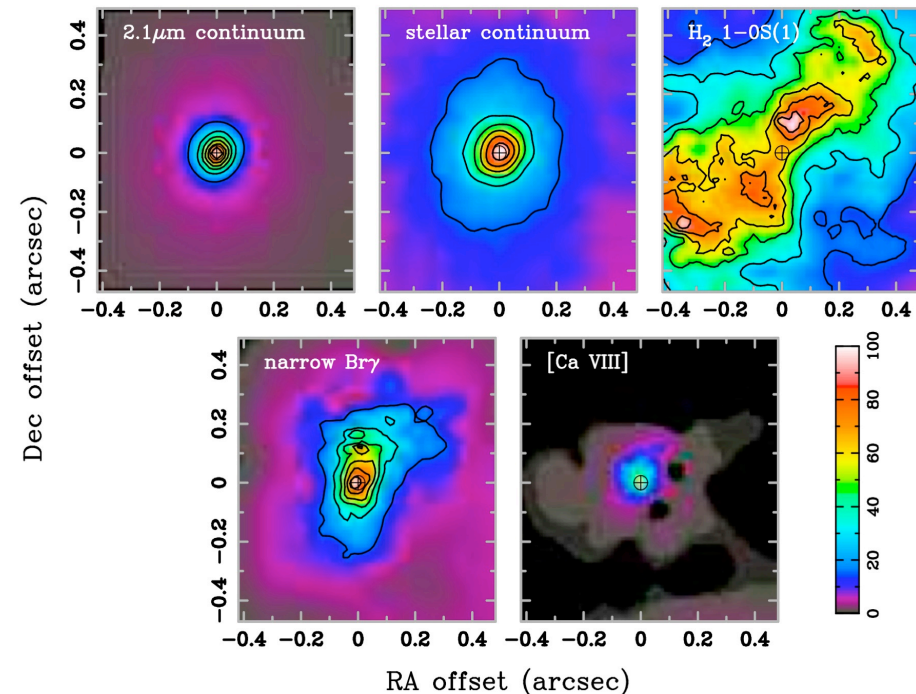 2.1μm continuum
stellar continuum
H₂ 1-0S(1)
0.4
0.2
0
−0.2
−0.4
−0.4 −0.2 0 0.2 0.4
−0.4 −0.2 0 0.2 0.4
−0.4 −0.2 0 0.2 0.4
Dec offset (arcsec)
narrow Brγ
[Ca VIII]
0.4
0.2
0
−0.2
−0.4
−0.4 −0.2 0 0.2 0.4
−0.4 −0.2 0 0.2 0.4
100
80
60
40
20
0
RA offset (arcsec)